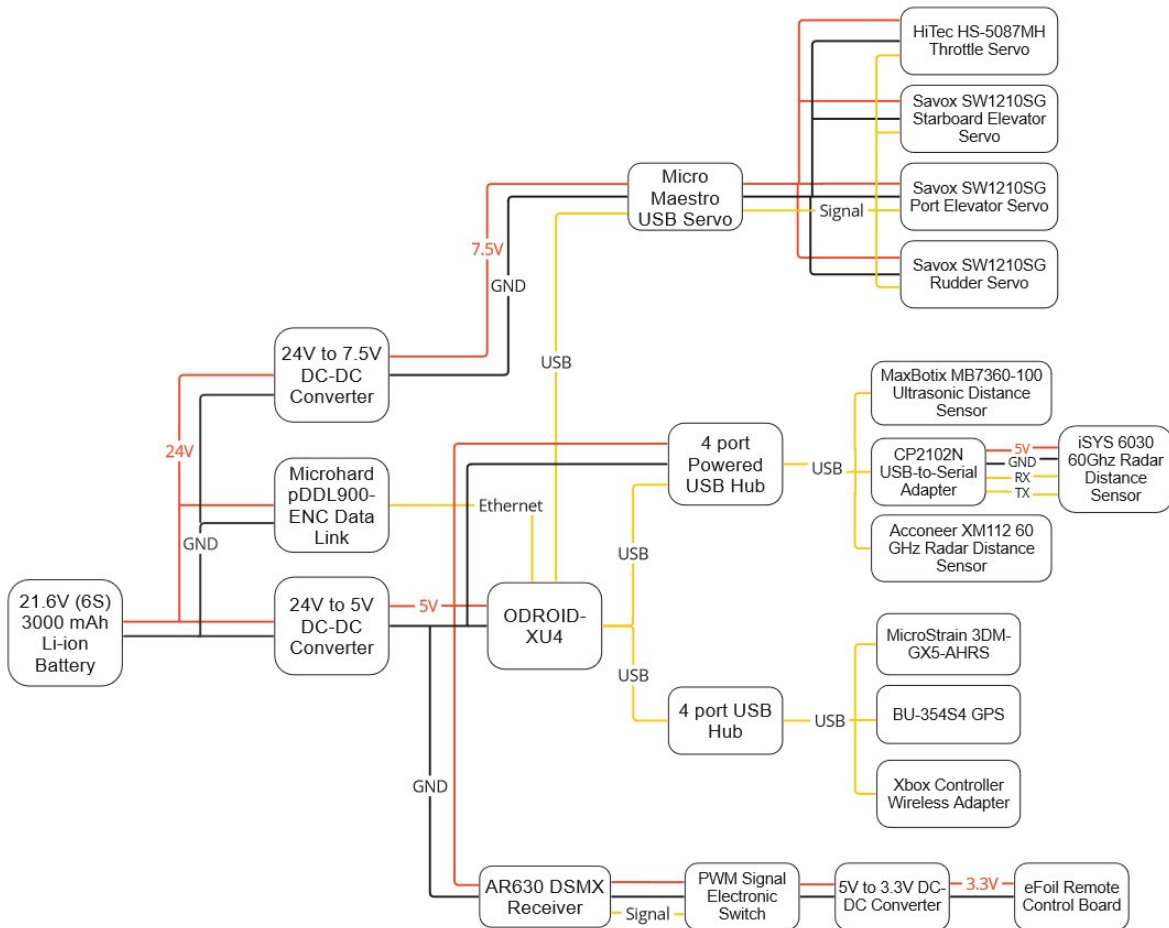 HiTec HS-5087MH
Throttle Servo
Savox SW1210SG
Starboard Elevator
Servo
Micro
Maestro
USB Servo
Signal
Savox SW1210SG
Port Elevator Servo
Savox SW1210SG
Rudder Servo
7.5V
GND
24V to 7.5V
DC-DC
Converter
USB
24V
GND
Microhard
pDDL900-
ENC Data
Link
Ethernet
4 port
Powered
USB Hub
USB
MaxBotix MB7360-100
Ultrasonic Distance
Sensor
CP2102N
USB-to-Serial
Adapter
5V
GND
RX
TX
iSYS 6030
60Ghz Radar
Distance
Sensor
Acconeer XM112 60
GHz Radar Distance
Sensor
USB
21.6V (6S)
3000 mAh
Li-ion
Battery
24V to 5V
DC-DC
Converter
5V
ODROID-
XU4
USB
4 port USB
Hub
USB
MicroStrain 3DM-
GX5-AHRS
BU-354S4 GPS
Xbox Controller
Wireless Adapter
GND
AR630 DSMX
Receiver
Signal
PWM Signal
Electronic
Switch
5V to 3.3V DC-
DC Converter
3.3V
eFoil Remote
Control Board